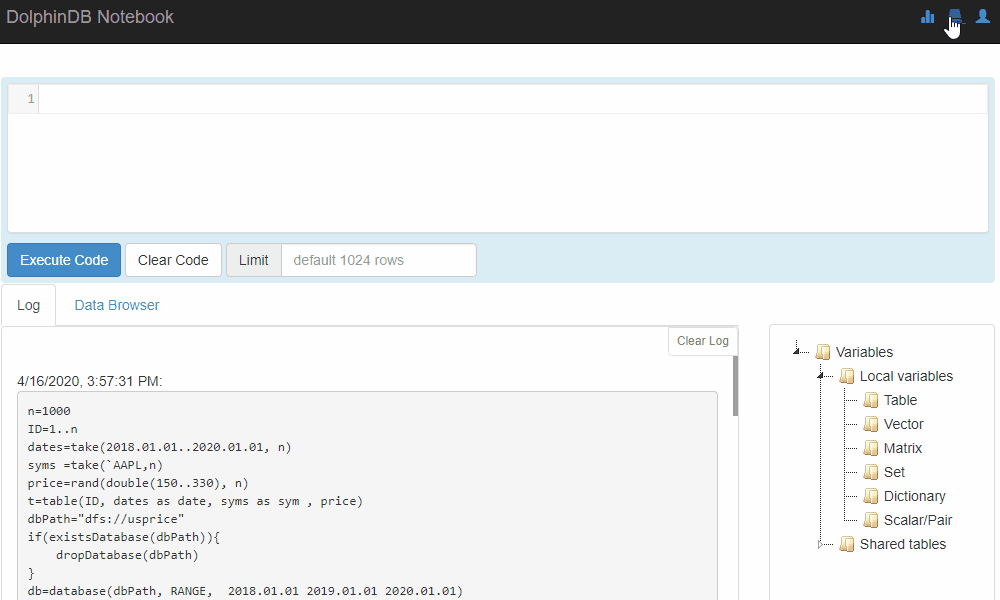 DolphinDB Notebook
1
Execute Code Clear Code Limit default 1024 rows
Log Data Browser
Clear Log
4/16/2020, 3:57:31 PM:
n=1000
ID=1..n
dates=take(2018.01.01..2020.01.01, n)
syms =take(`AAPL,n)
price=rand(double(150..330), n)
t=table(ID, dates as date, syms as sym , price)
dbPath="dfs://usprice"
if(existsDatabase(dbPath)){
    dropDatabase(dbPath)
}
db=database(dbPath, RANGE,  2018.01.01 2019.01.01 2020.01.01)
Variables
Local variables
Table
Vector
Matrix
Set
Dictionary
Scalar/Pair
Shared tables